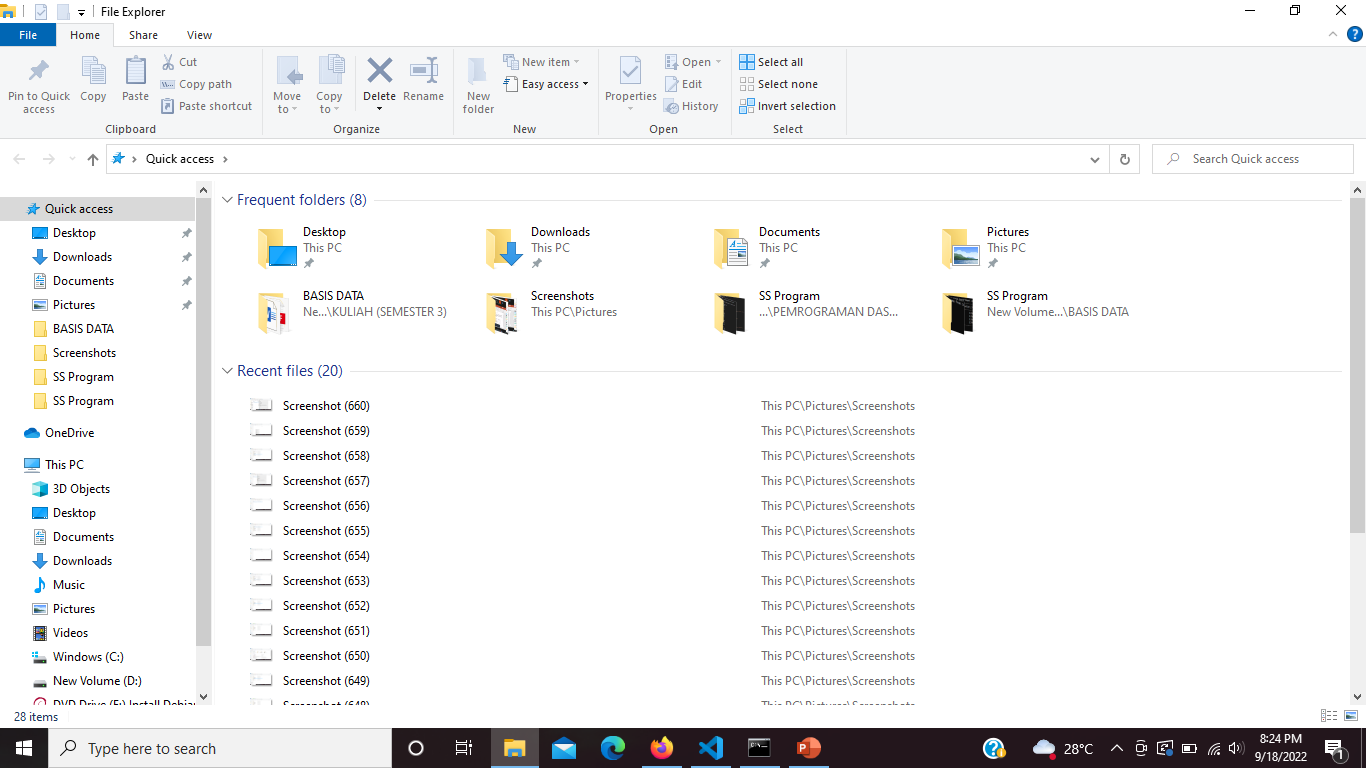 File Explorer
File Home Share View
Pin to Quick access
Copy
Paste
Cut
Copy path
Paste shortcut
Clipboard
Move to
Copy to
Delete
Rename
Organize
New folder
New item
Easy access
New
Properties
Open
Edit
History
Open
Select all
Select none
Invert selection
Select
Quick access
Search Quick access
Quick access
Desktop
Downloads
Documents
Pictures
BASIS DATA
Screenshots
SS Program
SS Program
OneDrive
This PC
3D Objects
Desktop
Documents
Downloads
Music
Pictures
Videos
Windows (C:)
New Volume (D:)
DVD Drive (F:) Install Debia
Frequent folders (8)
Desktop
This PC
Downloads
This PC
Documents
This PC
Pictures
This PC
BASIS DATA
Ne...\KULIAH (SEMESTER 3)
Screenshots
This PC\Pictures
SS Program
...\PEMROGRAMAN DAS...
SS Program
New Volume...\BASIS DATA
Recent files (20)
Screenshot (660) This PC\Pictures\Screenshots
Screenshot (659) This PC\Pictures\Screenshots
Screenshot (658) This PC\Pictures\Screenshots
Screenshot (657) This PC\Pictures\Screenshots
Screenshot (656) This PC\Pictures\Screenshots
Screenshot (655) This PC\Pictures\Screenshots
Screenshot (654) This PC\Pictures\Screenshots
Screenshot (653) This PC\Pictures\Screenshots
Screenshot (652) This PC\Pictures\Screenshots
Screenshot (651) This PC\Pictures\Screenshots
Screenshot (650) This PC\Pictures\Screenshots
Screenshot (649) This PC\Pictures\Screenshots
Screenshot (648) This PC\Pictures\Screenshots
28 items
Type here to search
28°C
8:24 PM
9/18/2022
1